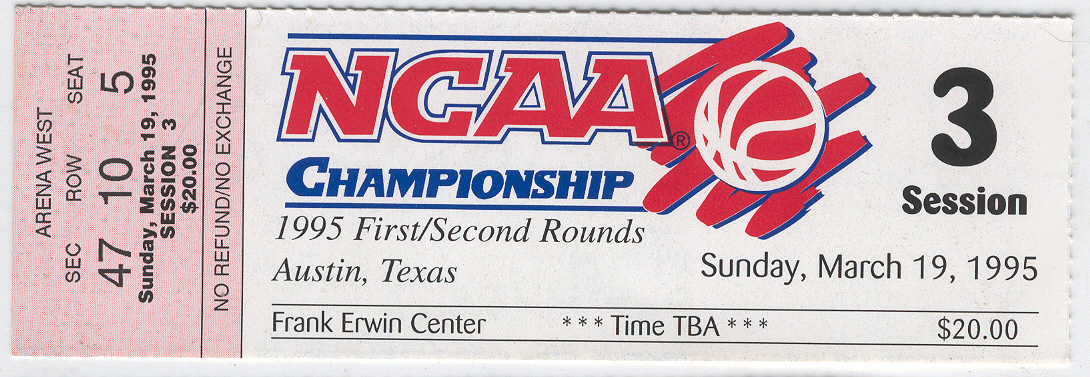 ARENA WEST
SEC ROW SEAT
47 10 5
Sunday, March 19, 1995
SESSION 3
$20.00
NO REFUND/NO EXCHANGE
NCAA®
CHAMPIONSHIP
1995 First/Second Rounds
Austin, Texas
3
Session
Sunday, March 19, 1995
Frank Erwin Center *** Time TBA *** $20.00